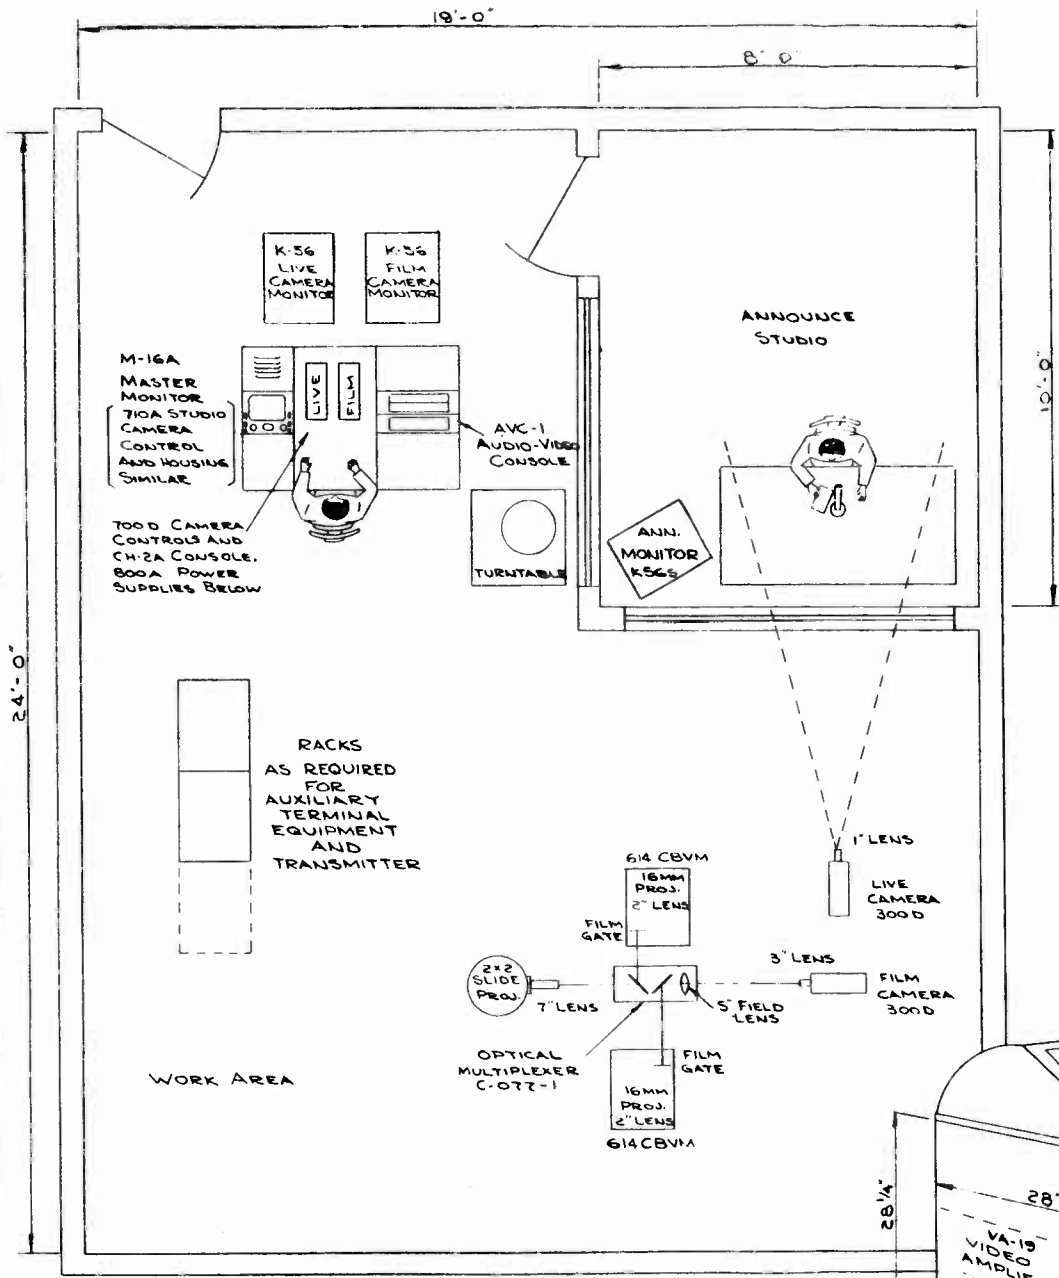 19'-0"
8'-0"
K-56
LIVE
CAMERA
MONITOR
K-56
FILM
CAMERA
MONITOR
ANNOUNCE
STUDIO
10'-0"
M-16A
MASTER
MONITOR
710A STUDIO
CAMERA
CONTROL
AND HOUSING
SIMILAR
LIVE
FILM
AVC-1
AUDIO-VIDEO
CONSOLE
700D CAMERA
CONTROLS AND
CH-2A CONSOLE.
800A POWER
SUPPLIES BELOW
TURNTABLE
ANN.
MONITOR
K56S
24'-0"
RACKS
AS REQUIRED
FOR
AUXILIARY
TERMINAL
EQUIPMENT
AND
TRANSMITTER
1" LENS
LIVE
CAMERA
300D
614 CBVM
16MM
PROJ.
2" LENS
FILM
GATE
2×2
SLIDE
PROJ.
7" LENS
3" LENS
5" FIELD
LENS
FILM
CAMERA
300D
OPTICAL
MULTIPLEXER
C-077-1
FILM
GATE
16MM
PROJ.
2" LENS
614 CBVM
WORK AREA
28 1/4"
28"
VA-19
VIDEO